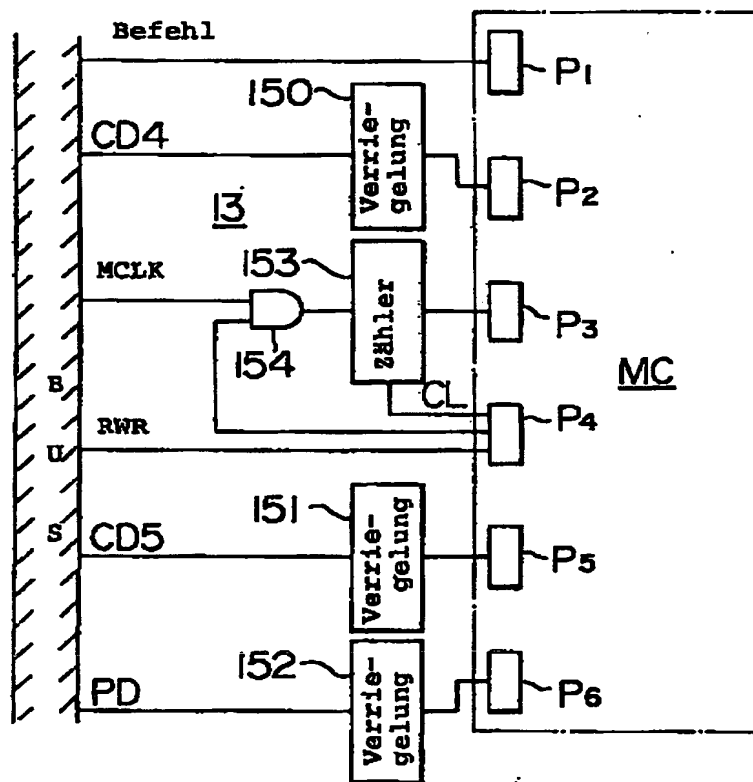 Befehl
P1
150
CD4
Verrie-
gelung
P2
13
MCLK
153
154
Zähler
P3
MC
CL
P4
RWR
BUS
151
CD5
Verrie-
gelung
P5
152
PD
Verrie-
gelung
P6